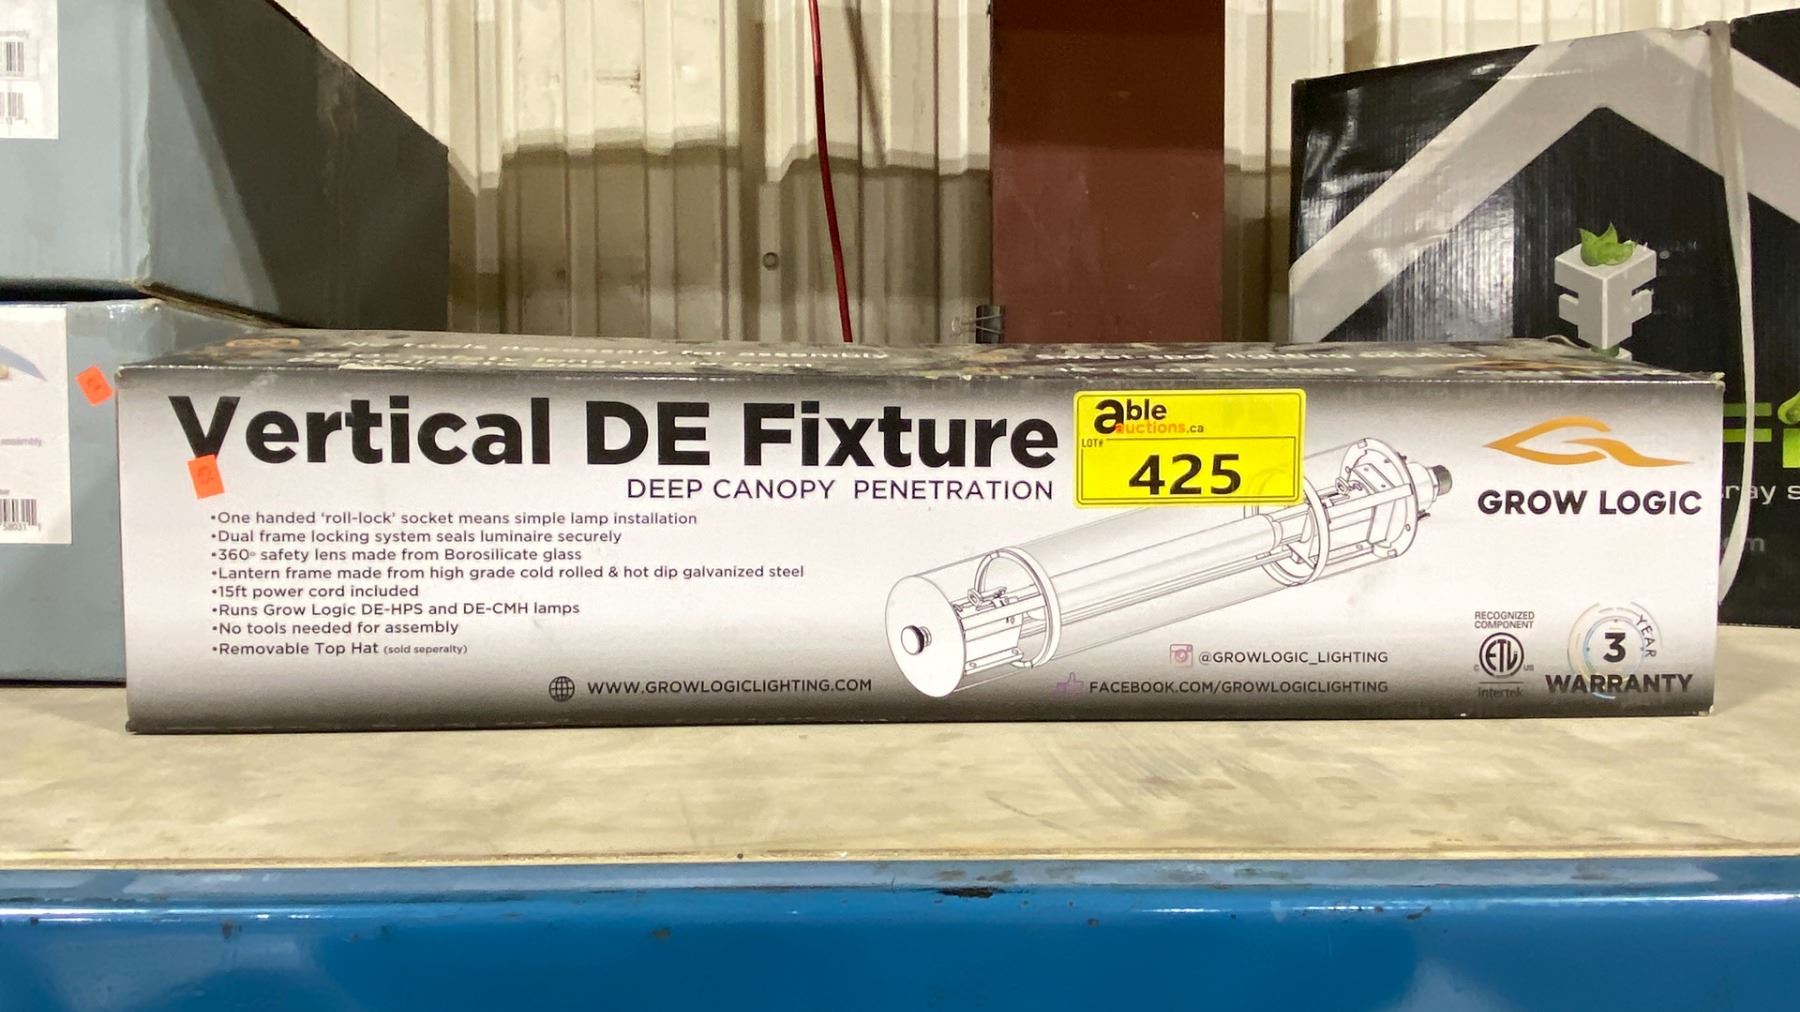 Vertical DE Fixture
DEEP CANOPY PENETRATION
•One handed 'roll-lock' socket means simple lamp installation
•Dual frame locking system seals luminaire securely
•360° safety lens made from Borosilicate glass
•Lantern frame made from high grade cold rolled & hot dip galvanized steel
•15ft power cord included
•Runs Grow Logic DE-HPS and DE-CMH lamps
•No tools needed for assembly
•Removable Top Hat (sold seperalty)
WWW.GROWLOGICLIGHTING.COM
able
auctions.ca
LOT#
425
@GROWLOGIC_LIGHTING
FACEBOOK.COM/GROWLOGICLIGHTING
GROW LOGIC
RECOGNIZED
COMPONENT
ETL
C US
Intertek
3
YEAR
WARRANTY